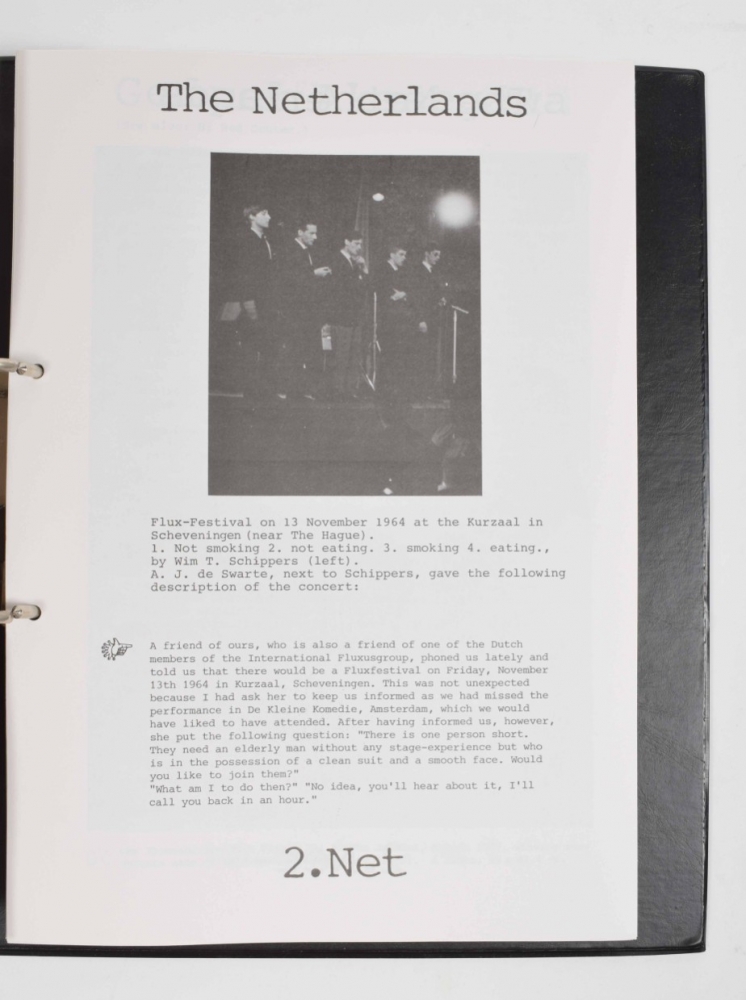 The Netherlands
Flux-Festival on 13 November 1964 at the Kurzaal in
Scheveningen (near The Hague).
1. Not smoking 2. not eating. 3. smoking 4. eating.,
by Wim T. Schippers (left).
A. J. de Swarte, next to Schippers, gave the following
description of the concert:
A friend of ours, who is also a friend of one of the Dutch
members of the International Fluxusgroup, phoned us lately and
told us that there would be a Fluxfestival on Friday, November
13th 1964 in Kurzaal, Scheveningen. This was not unexpected
because I had ask her to keep us informed as we had missed the
performance in De Kleine Komedie, Amsterdam, which we would
have liked to have attended. After having informed us, however,
she put the following question: "There is one person short.
They need an elderly man without any stage-experience but who
is in the possession of a clean suit and a smooth face. Would
you like to join them?"
"What am I to do then?" "No idea, you'll hear about it, I'll
call you back in an hour."
2.Net